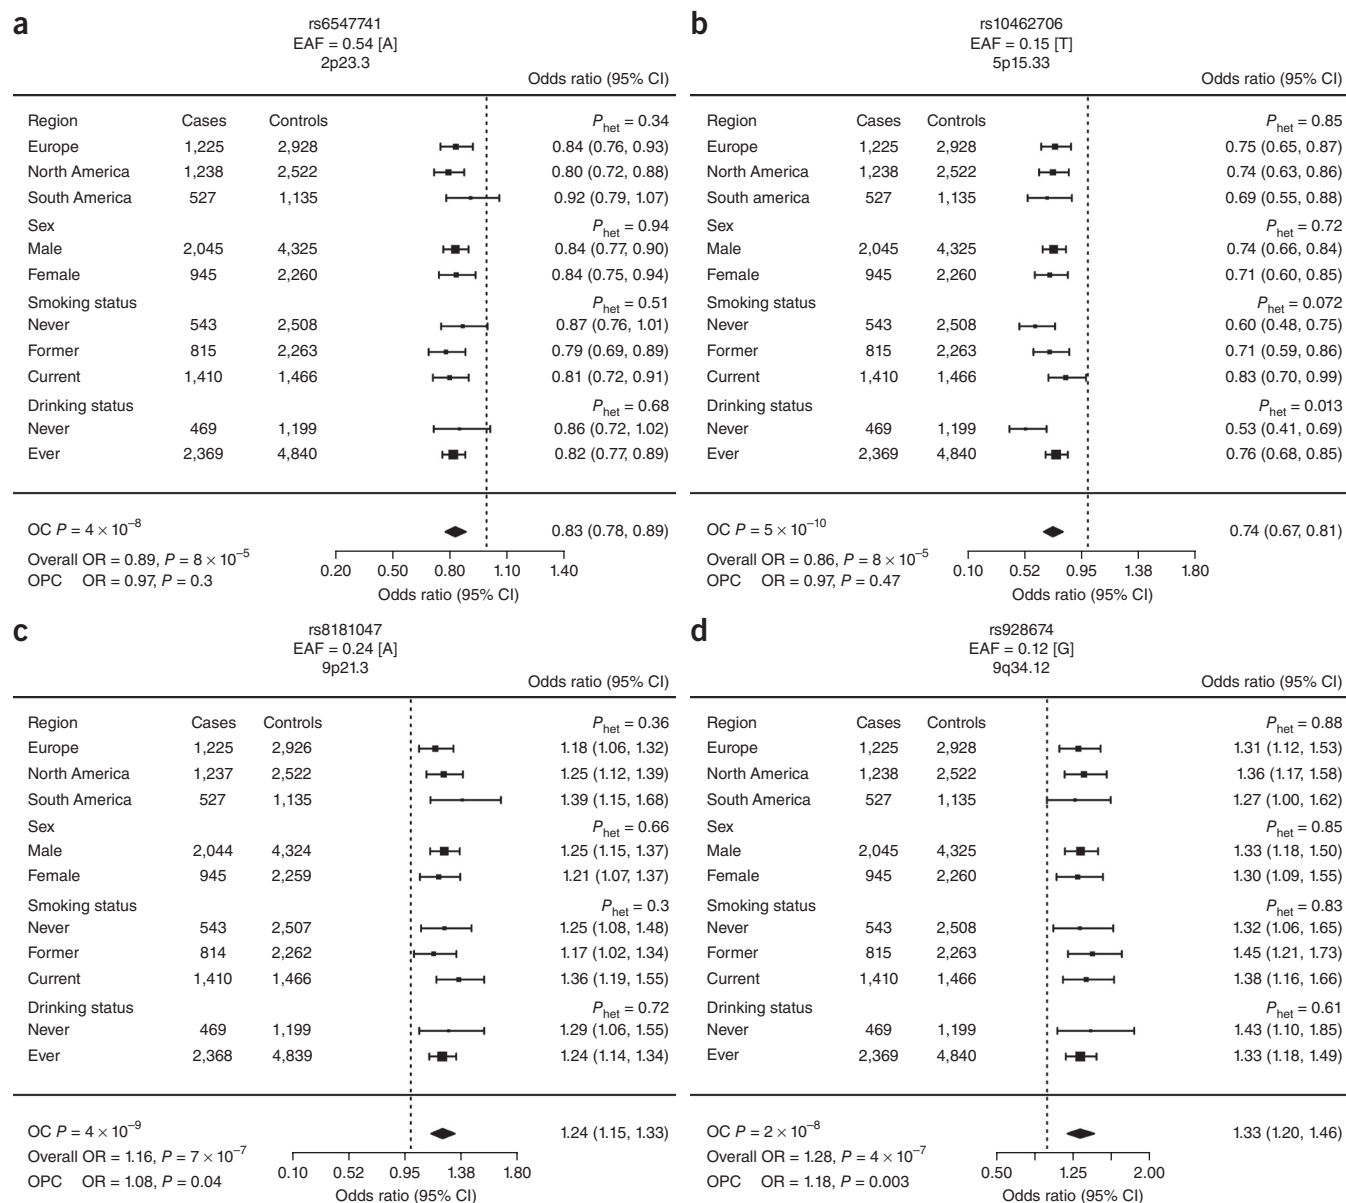 a
rs6547741
EAF = 0.54 [A]
2p23.3
Odds ratio (95% CI)
Region Cases Controls Phet = 0.34
Europe 1,225 2,928 0.84 (0.76, 0.93)
North America 1,238 2,522 0.80 (0.72, 0.88)
South America 527 1,135 0.92 (0.79, 1.07)
Sex Phet = 0.94
Male 2,045 4,325 0.84 (0.77, 0.90)
Female 945 2,260 0.84 (0.75, 0.94)
Smoking status Phet = 0.51
Never 543 2,508 0.87 (0.76, 1.01)
Former 815 2,263 0.79 (0.69, 0.89)
Current 1,410 1,466 0.81 (0.72, 0.91)
Drinking status Phet = 0.68
Never 469 1,199 0.86 (0.72, 1.02)
Ever 2,369 4,840 0.82 (0.77, 0.89)
OC P = 4 × 10⁻⁸ 0.83 (0.78, 0.89)
Overall OR = 0.89, P = 8 × 10⁻⁵
OPC OR = 0.97, P = 0.3
0.20 0.50 0.80 1.10 1.40
Odds ratio (95% CI)
b
rs10462706
EAF = 0.15 [T]
5p15.33
Odds ratio (95% CI)
Region Cases Controls Phet = 0.85
Europe 1,225 2,928 0.75 (0.65, 0.87)
North America 1,238 2,522 0.74 (0.63, 0.86)
South america 527 1,135 0.69 (0.55, 0.88)
Sex Phet = 0.72
Male 2,045 4,325 0.74 (0.66, 0.84)
Female 945 2,260 0.71 (0.60, 0.85)
Smoking status Phet = 0.072
Never 543 2,508 0.60 (0.48, 0.75)
Former 815 2,263 0.71 (0.59, 0.86)
Current 1,410 1,466 0.83 (0.70, 0.99)
Drinking status Phet = 0.013
Never 469 1,199 0.53 (0.41, 0.69)
Ever 2,369 4,840 0.76 (0.68, 0.85)
OC P = 5 × 10⁻¹⁰ 0.74 (0.67, 0.81)
Overall OR = 0.86, P = 8 × 10⁻⁵
OPC OR = 0.97, P = 0.47
0.10 0.52 0.95 1.38 1.80
Odds ratio (95% CI)
c
rs8181047
EAF = 0.24 [A]
9p21.3
Odds ratio (95% CI)
Region Cases Controls Phet = 0.36
Europe 1,225 2,926 1.18 (1.06, 1.32)
North America 1,237 2,522 1.25 (1.12, 1.39)
South America 527 1,135 1.39 (1.15, 1.68)
Sex Phet = 0.66
Male 2,044 4,324 1.25 (1.15, 1.37)
Female 945 2,259 1.21 (1.07, 1.37)
Smoking status Phet = 0.3
Never 543 2,507 1.25 (1.08, 1.48)
Former 814 2,262 1.17 (1.02, 1.34)
Current 1,410 1,466 1.36 (1.19, 1.55)
Drinking status Phet = 0.72
Never 469 1,199 1.29 (1.06, 1.55)
Ever 2,368 4,839 1.24 (1.14, 1.34)
OC P = 4 × 10⁻⁹ 1.24 (1.15, 1.33)
Overall OR = 1.16, P = 7 × 10⁻⁷
OPC OR = 1.08, P = 0.04
0.10 0.52 0.95 1.38 1.80
Odds ratio (95% CI)
d
rs928674
EAF = 0.12 [G]
9q34.12
Odds ratio (95% CI)
Region Cases Controls Phet = 0.88
Europe 1,225 2,928 1.31 (1.12, 1.53)
North America 1,238 2,522 1.36 (1.17, 1.58)
South America 527 1,135 1.27 (1.00, 1.62)
Sex Phet = 0.85
Male 2,045 4,325 1.33 (1.18, 1.50)
Female 945 2,260 1.30 (1.09, 1.55)
Smoking status Phet = 0.83
Never 543 2,508 1.32 (1.06, 1.65)
Former 815 2,263 1.45 (1.21, 1.73)
Current 1,410 1,466 1.38 (1.16, 1.66)
Drinking status Phet = 0.61
Never 469 1,199 1.43 (1.10, 1.85)
Ever 2,369 4,840 1.33 (1.18, 1.49)
OC P = 2 × 10⁻⁸ 1.33 (1.20, 1.46)
Overall OR = 1.28, P = 4 × 10⁻⁷
OPC OR = 1.18, P = 0.003
0.50 1.25 2.00
Odds ratio (95% CI)